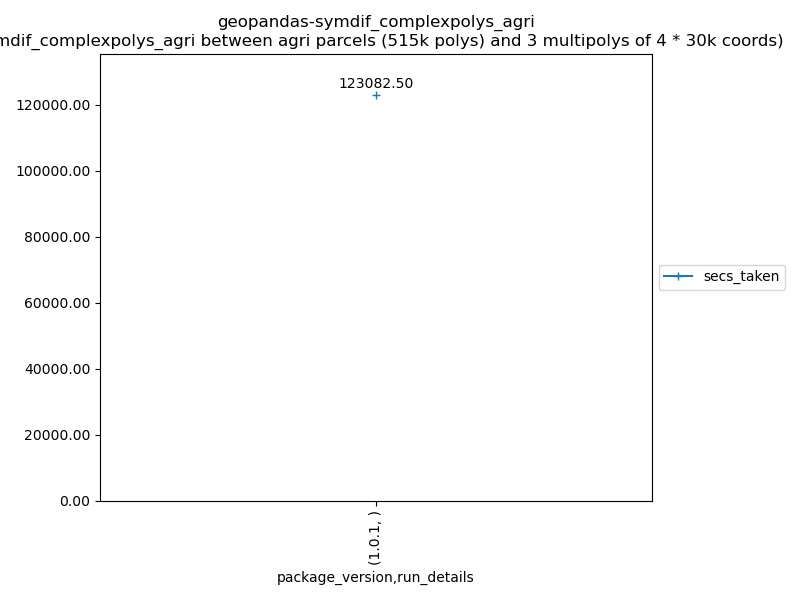 geopandas-symdif_complexpolys_agri
mdif_complexpolys_agri between agri parcels (515k polys) and 3 multipolys of 4 * 30k coords)
123082.50
120000.00
100000.00
80000.00
60000.00
40000.00
20000.00
0.00
secs_taken
(1.0.1, )
package_version,run_details